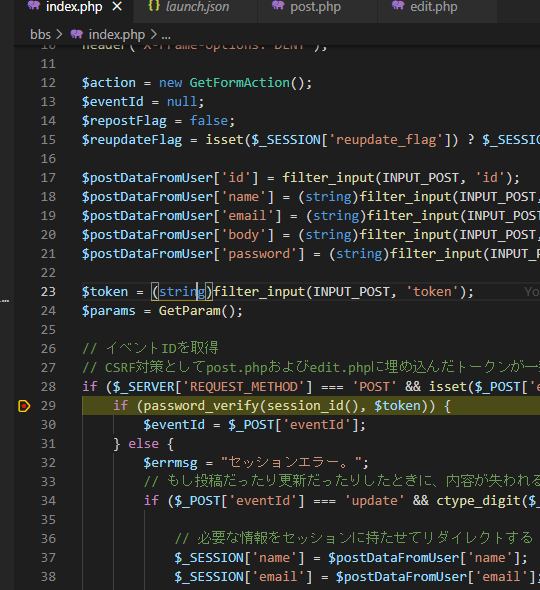 index.php × launch.json post.php edit.php
bbs > index.php > ...
10 header('X-Frame-Options: DENY');
11
12 $action = new GetFormAction();
13 $eventId = null;
14 $repostFlag = false;
15 $reupdateFlag = isset($_SESSION['reupdate_flag']) ? $_SESSION
16
17 $postDataFromUser['id'] = filter_input(INPUT_POST, 'id');
18 $postDataFromUser['name'] = (string)filter_input(INPUT_POST,
19 $postDataFromUser['email'] = (string)filter_input(INPUT_POST,
20 $postDataFromUser['body'] = (string)filter_input(INPUT_POST,
21 $postDataFromUser['password'] = (string)filter_input(INPUT_P
22
23 $token = (string)filter_input(INPUT_POST, 'token'); Yo
24 $params = GetParam();
25
26 // イベントIDを取得
27 // CSRF対策としてpost.phpおよびedit.phpに埋め込んだトークンが一
28 if ($_SERVER['REQUEST_METHOD'] === 'POST' && isset($_POST['e
29 if (password_verify(session_id(), $token)) {
30 $eventId = $_POST['eventId'];
31 } else {
32 $errmsg = "セッションエラー。";
33 // もし投稿だったり更新だったりしたときに、内容が失われる
34 if ($_POST['eventId'] === 'update' && ctype_digit($_
35
36 // 必要な情報をセッションに持たせてリダイレクトする
37 $_SESSION['name'] = $postDataFromUser['name'];
38 $_SESSION['email'] = $postDataFromUser['email'];